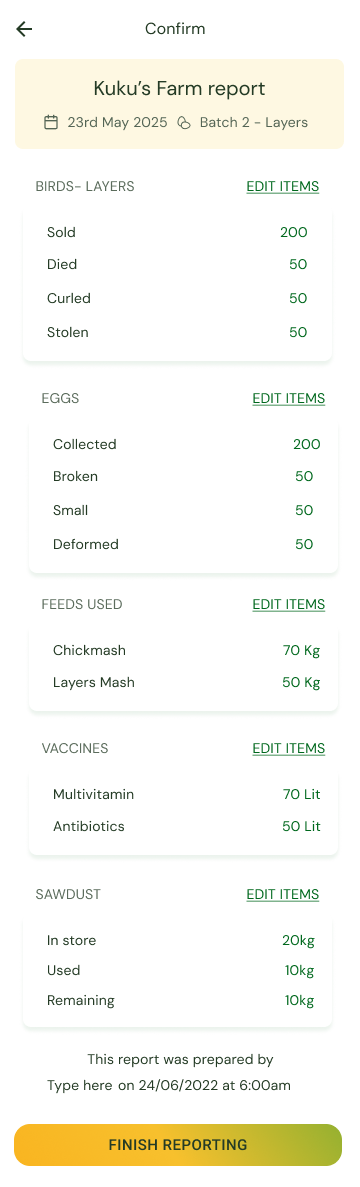 Confirm
Kuku’s Farm report
23rd May 2025 Batch 2 - Layers
BIRDS- LAYERS EDIT ITEMS
Sold 200
Died 50
Curled 50
Stolen 50
EGGS EDIT ITEMS
Collected 200
Broken 50
Small 50
Deformed 50
FEEDS USED EDIT ITEMS
Chickmash 70 Kg
Layers Mash 50 Kg
VACCINES EDIT ITEMS
Multivitamin 70 Lit
Antibiotics 50 Lit
SAWDUST EDIT ITEMS
In store 20kg
Used 10kg
Remaining 10kg
This report was prepared by
Type here on 24/06/2022 at 6:00am
FINISH REPORTING